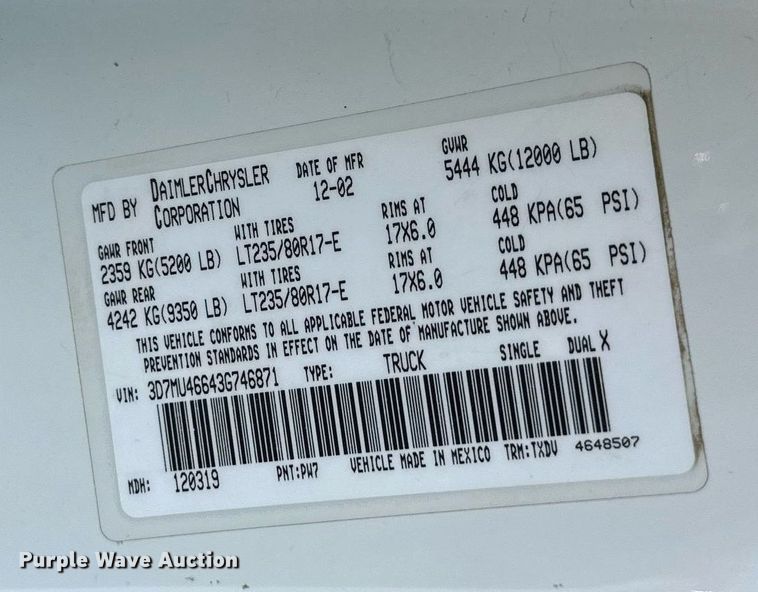 MFD BY DAIMLERCHRYSLER CORPORATION DATE OF MFR 12-02 GVWR 5444 KG(12000 LB)
GAWR FRONT WITH TIRES RIMS AT COLD
2359 KG(5200 LB) LT235/80R17-E 17X6.0 448 KPA(65 PSI)
GAWR REAR WITH TIRES RIMS AT COLD
4242 KG(9350 LB) LT235/80R17-E 17X6.0 448 KPA(65 PSI)
THIS VEHICLE CONFORMS TO ALL APPLICABLE FEDERAL MOTOR VEHICLE SAFETY AND THEFT
PREVENTION STANDARDS IN EFFECT ON THE DATE OF MANUFACTURE SHOWN ABOVE.
VIN: 3D7MU46643G746871 TYPE: TRUCK SINGLE DUAL X
MDH: 120319 PNT:PW7 VEHICLE MADE IN MEXICO TRM:TXDV 4648507
Purple Wave Auction